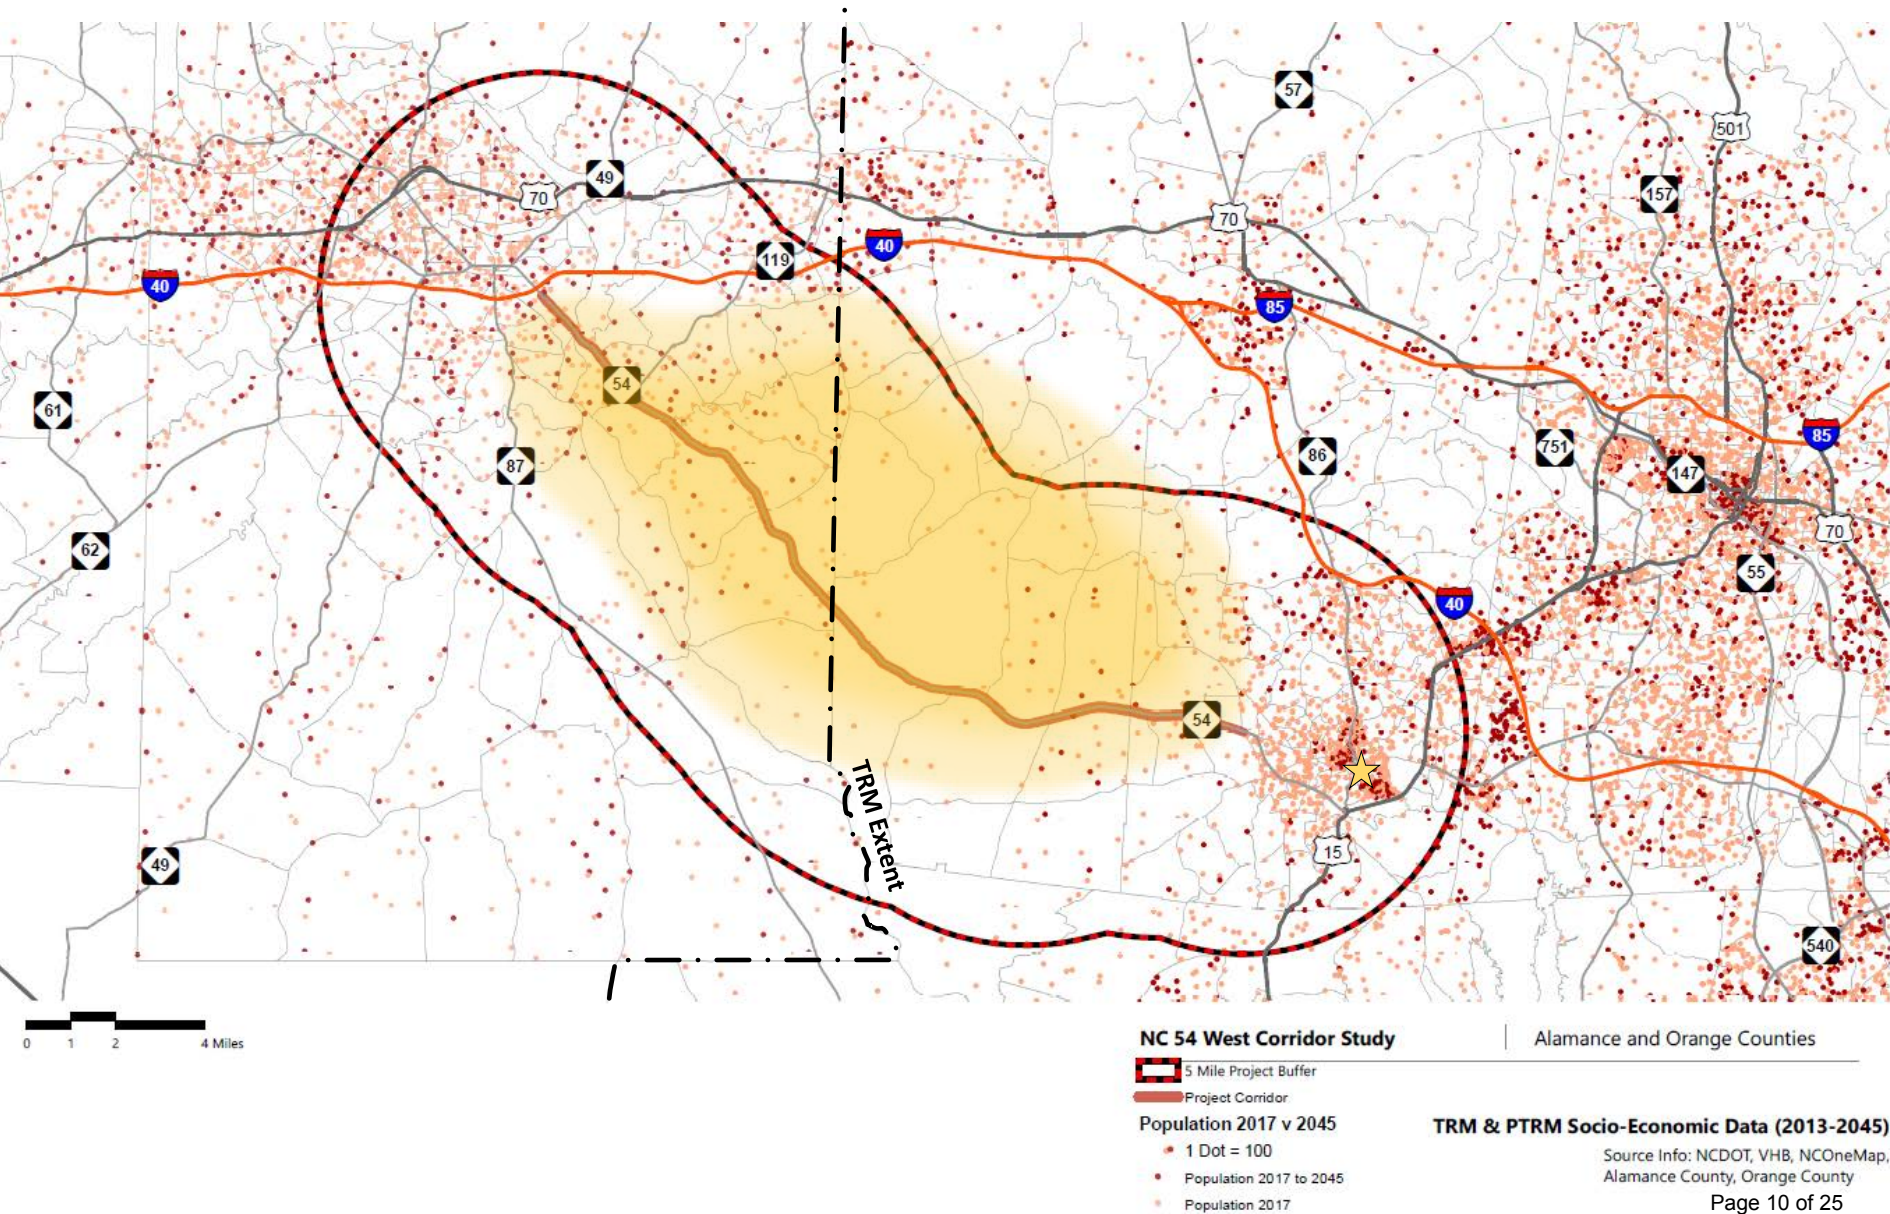 57
501
157
49
70
70
119
40
40
85
54
61
85
751
86
87
147
70
62
55
40
54
TRM Extent
15
49
540
0 1 2 4 Miles
NC 54 West Corridor Study
Alamance and Orange Counties
5 Mile Project Buffer
Project Corridor
Population 2017 v 2045
1 Dot = 100
Population 2017 to 2045
Population 2017
TRM & PTRM Socio-Economic Data (2013-2045)
Source Info: NCDOT, VHB, NCOneMap,
Alamance County, Orange County
Page 10 of 25